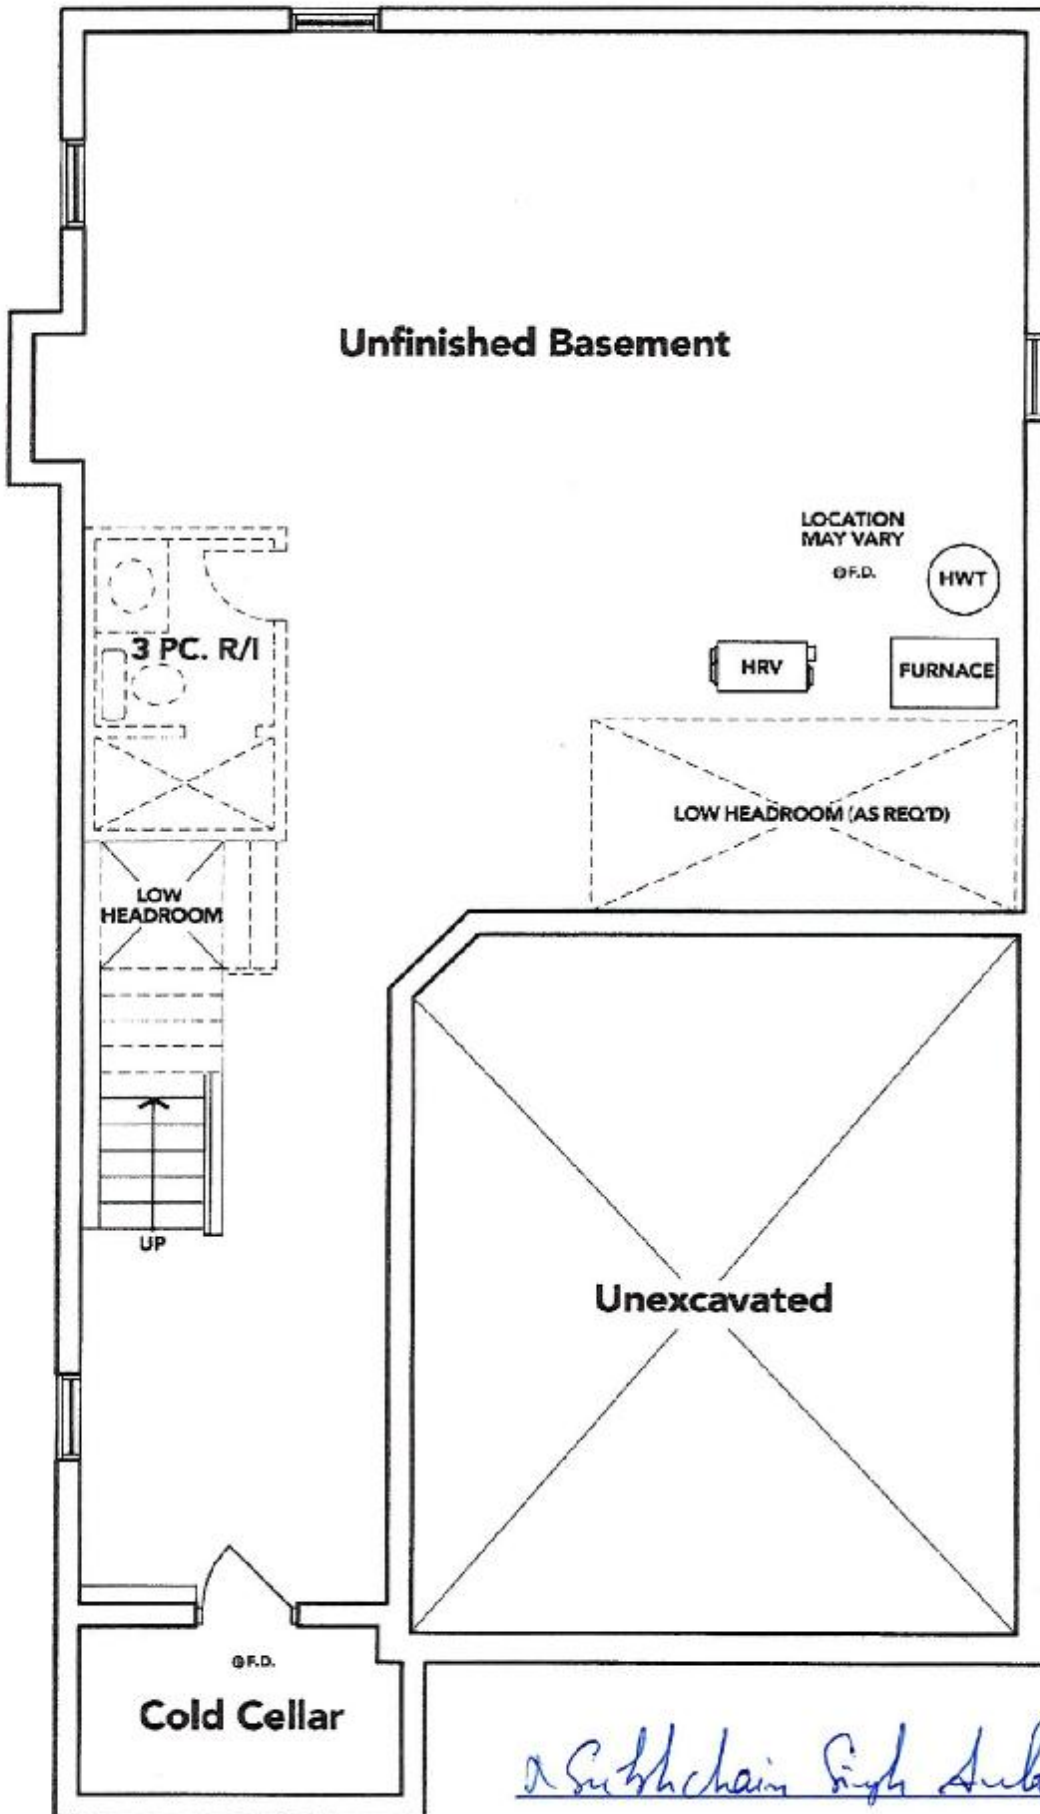 Unfinished Basement
LOCATION
MAY VARY
F.D.
HWT
3 PC. R/I
HRV
FURNACE
LOW HEADROOM (AS REQ'D)
LOW
HEADROOM
UP
Unexcavated
F.D.
Cold Cellar
Singh